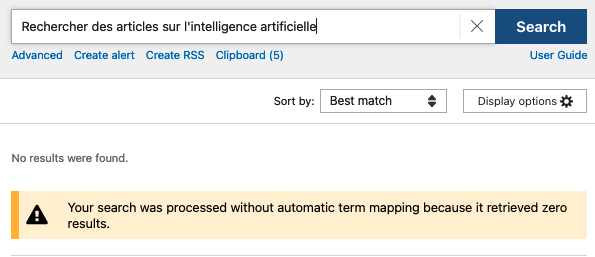 Rechercher des articles sur l'intelligence artificielle
Search
Advanced Create alert Create RSS Clipboard (5) User Guide
Sort by: Best match Display options
No results were found.
Your search was processed without automatic term mapping because it retrieved zero
results.